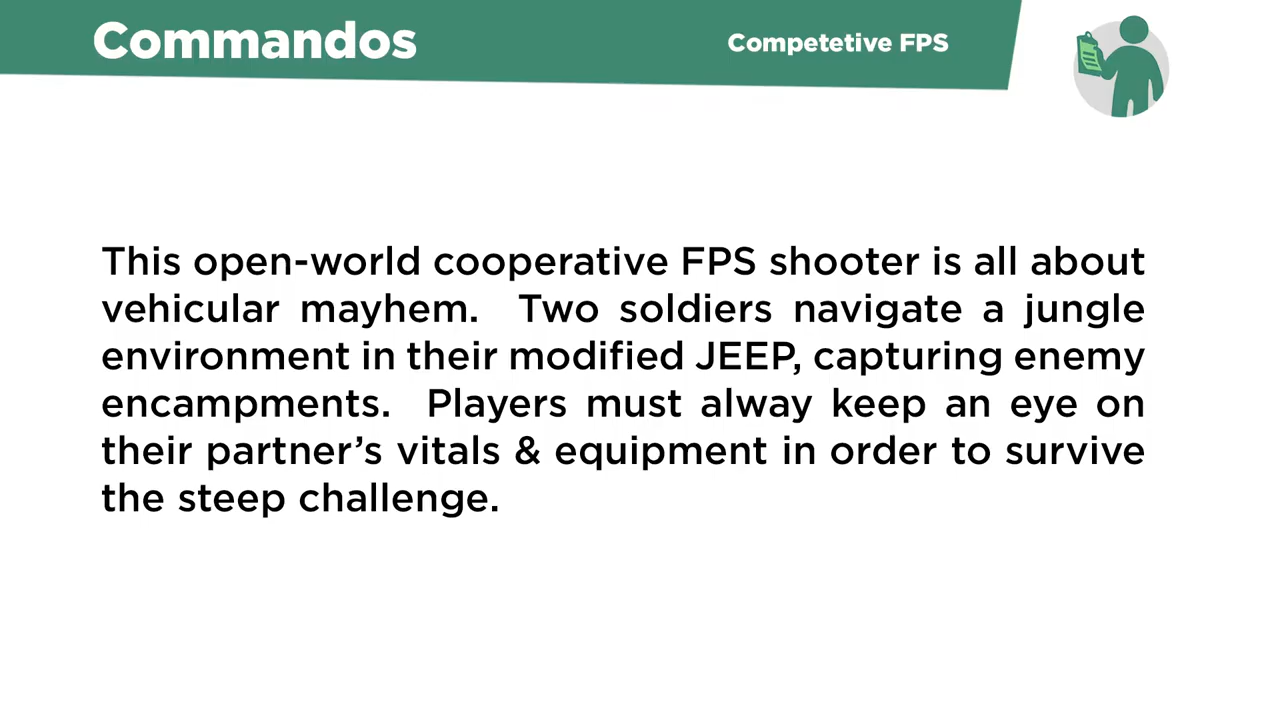 Commandos
Competetive FPS
This open-world cooperative FPS shooter is all about
vehicular mayhem.  Two soldiers navigate a jungle
environment in their modified JEEP, capturing enemy
encampments.  Players must alway keep an eye on
their partner’s vitals & equipment in order to survive
the steep challenge.